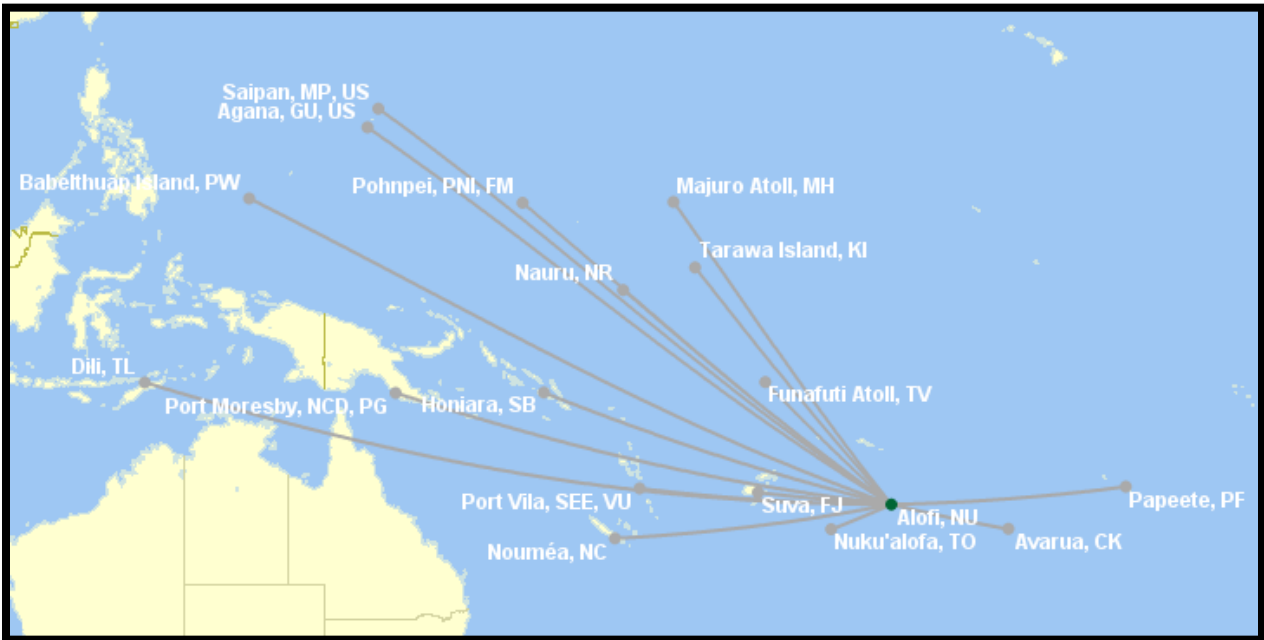 Saipan, MP, US
Agana, GU, US
Babelthuap Island, PW
Pohnpei, PNI, FM
Majuro Atoll, MH
Tarawa Island, KI
Nauru, NR
Dili, TL
Port Moresby, NCD, PG
Honiara, SB
Funafuti Atoll, TV
Port Vila, SEE, VU
Suva, FJ
Alofi, NU
Papeete, PF
Nouméa, NC
Nuku'alofa, TO
Avarua, CK